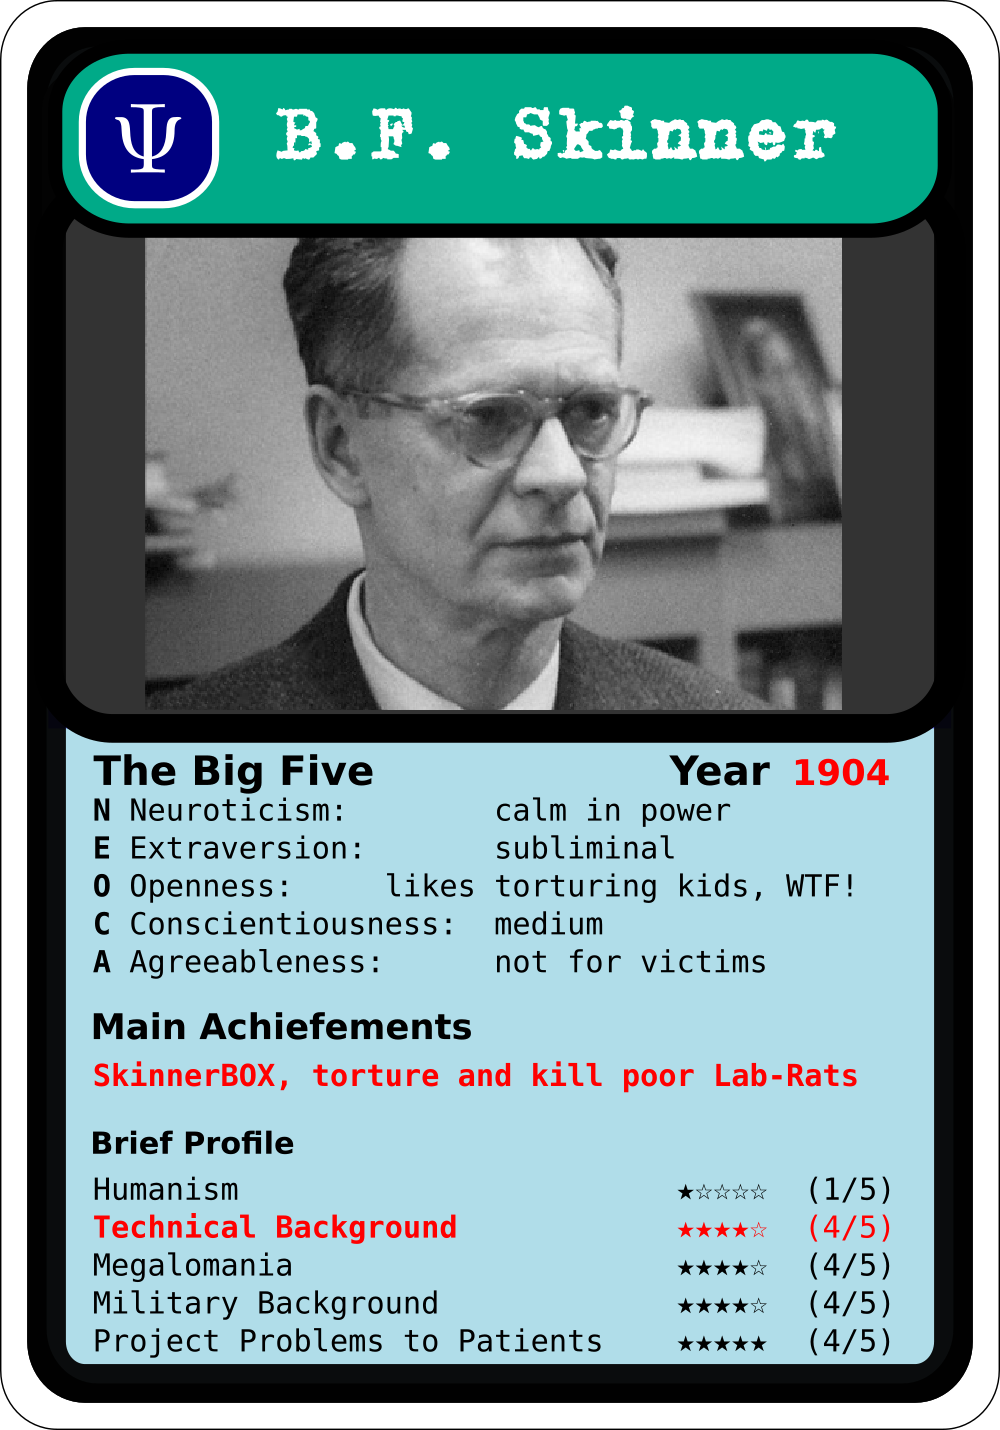 Ψ B.F. Skinner
The Big Five Year 1904
N Neuroticism: calm in power
E Extraversion: subliminal
O Openness: likes torturing kids, WTF!
C Conscientiousness: medium
A Agreeableness: not for victims
Main Achiefements
SkinnerBOX, torture and kill poor Lab-Rats
Brief Profile
Humanism ★☆☆☆☆ (1/5)
Technical Background ★★★★☆ (4/5)
Megalomania ★★★★☆ (4/5)
Military Background ★★★★☆ (4/5)
Project Problems to Patients ★★★★★ (4/5)